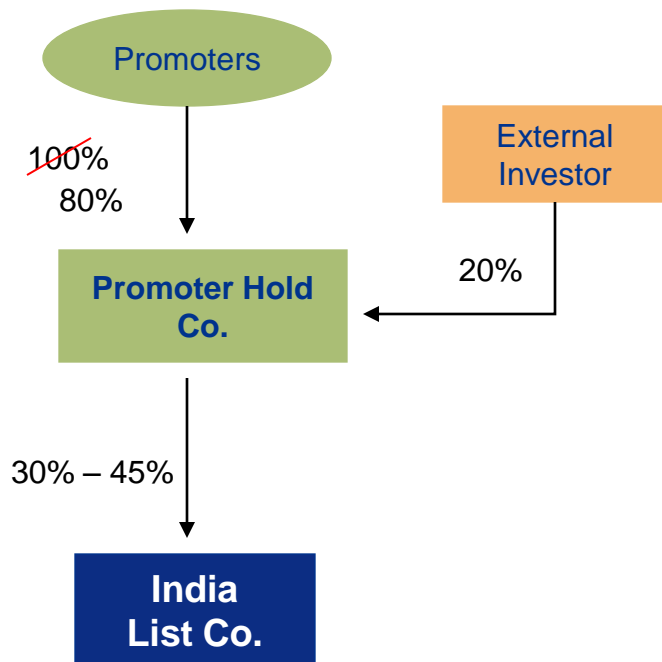 Promoters
100%
80%
External
Investor
20%
Promoter Hold
Co.
30% – 45%
India
List Co.